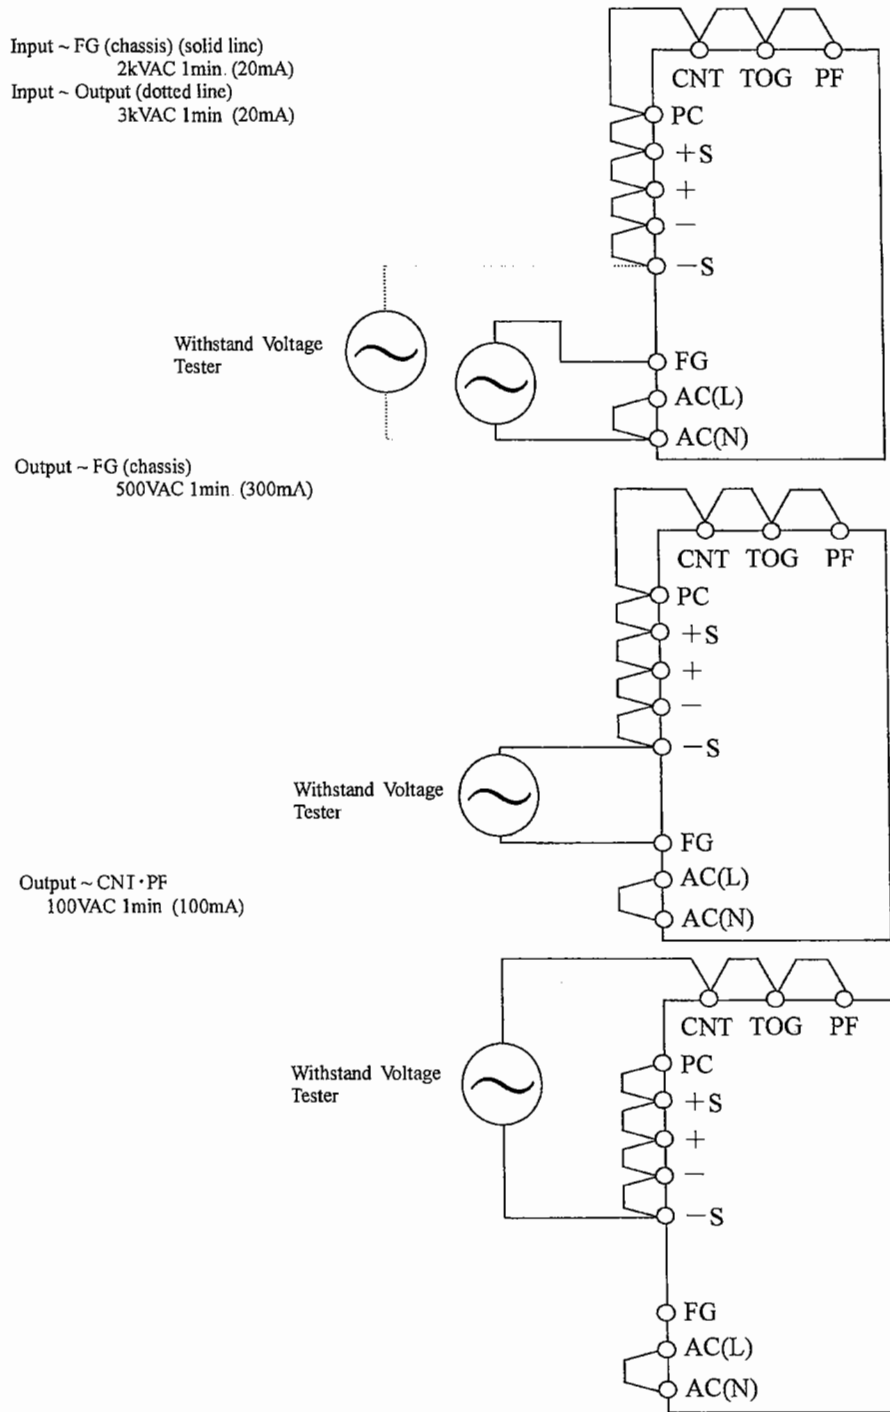 Input ~ FG (chassis) (solid line)
2kVAC 1min. (20mA)
Input ~ Output (dotted line)
3kVAC 1min (20mA)
CNT TOG PF
PC
+S
+
−
−S
Withstand Voltage
Tester
FG
AC(L)
AC(N)
Output ~ FG (chassis)
500VAC 1min. (300mA)
CNT TOG PF
PC
+S
+
−
−S
Withstand Voltage
Tester
FG
AC(L)
AC(N)
Output ~ CNT·PF
100VAC 1min (100mA)
CNT TOG PF
PC
+S
+
−
−S
Withstand Voltage
Tester
FG
AC(L)
AC(N)